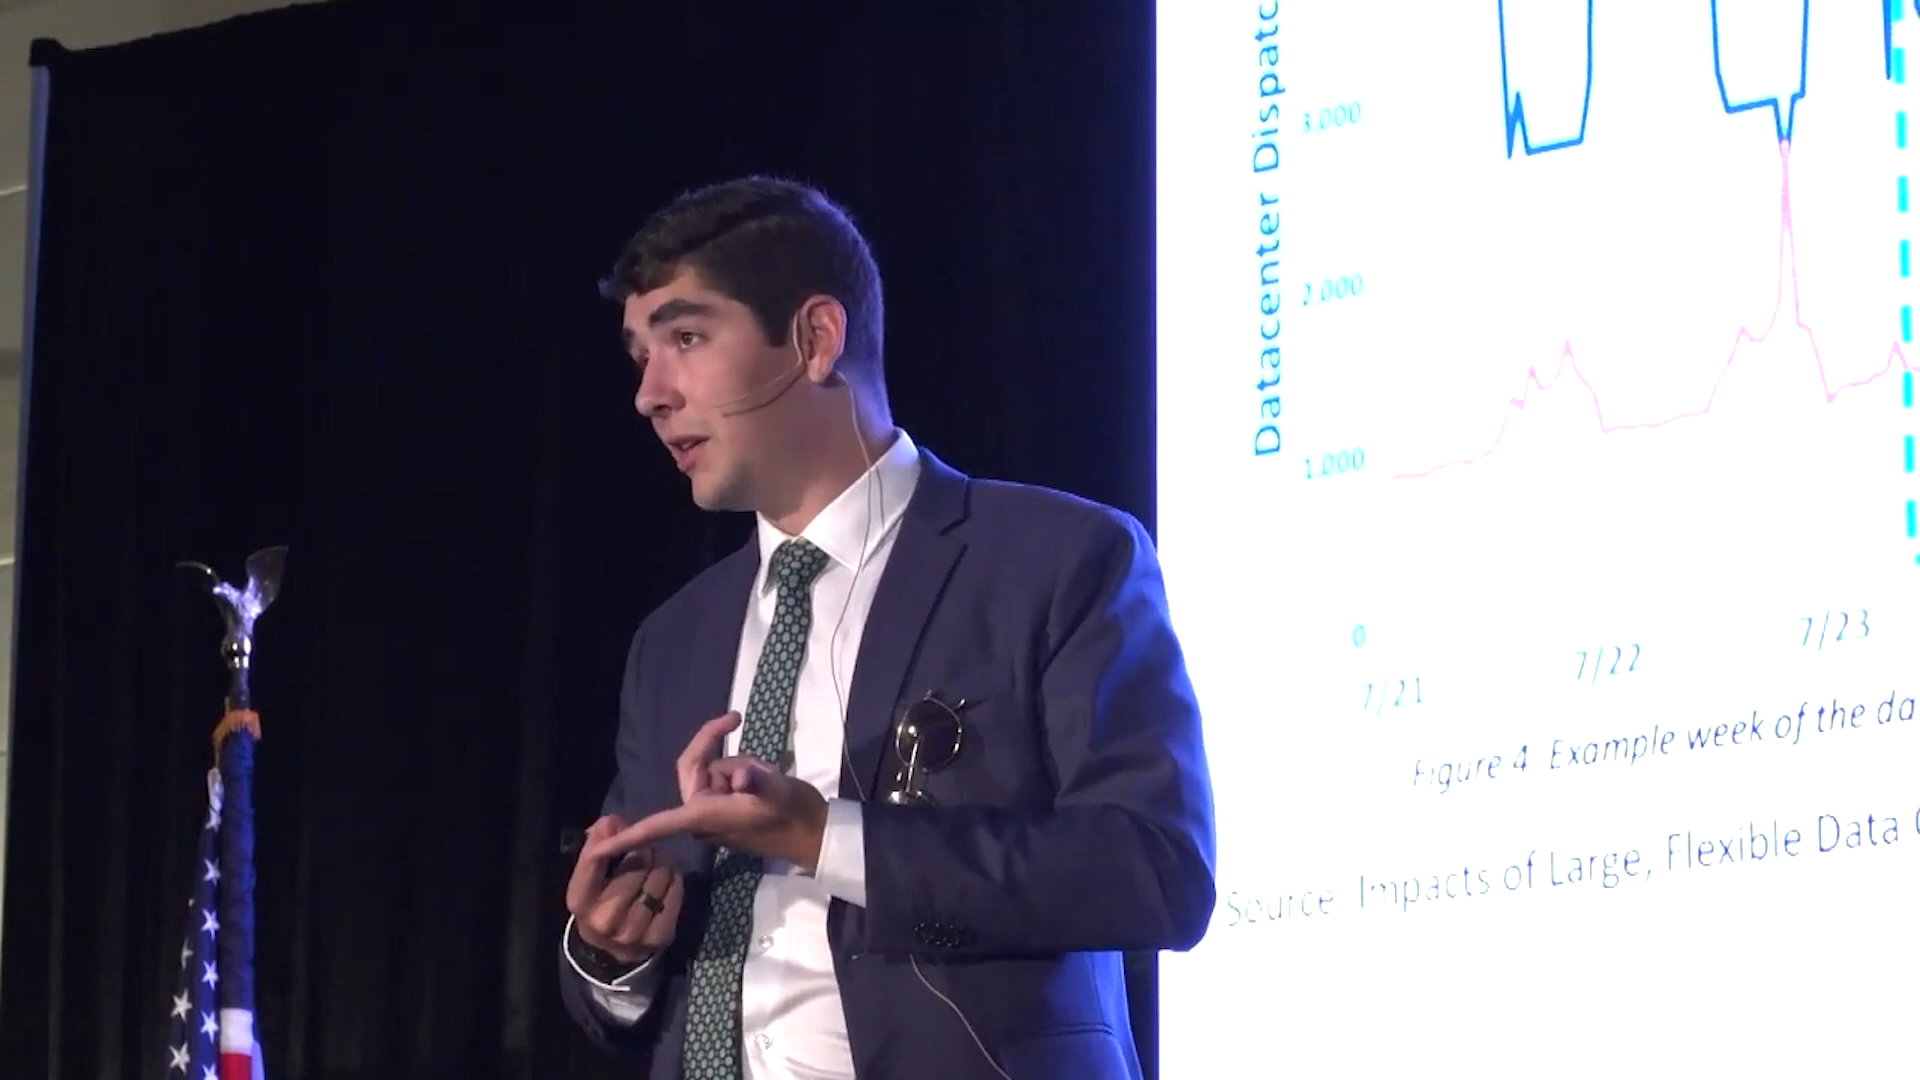 Datacenter Dispatc
3,000
2,000
1,000
0
7/21
7/22
7/23
Figure 4 Example week of the da
Source: Impacts of Large, Flexible Data C